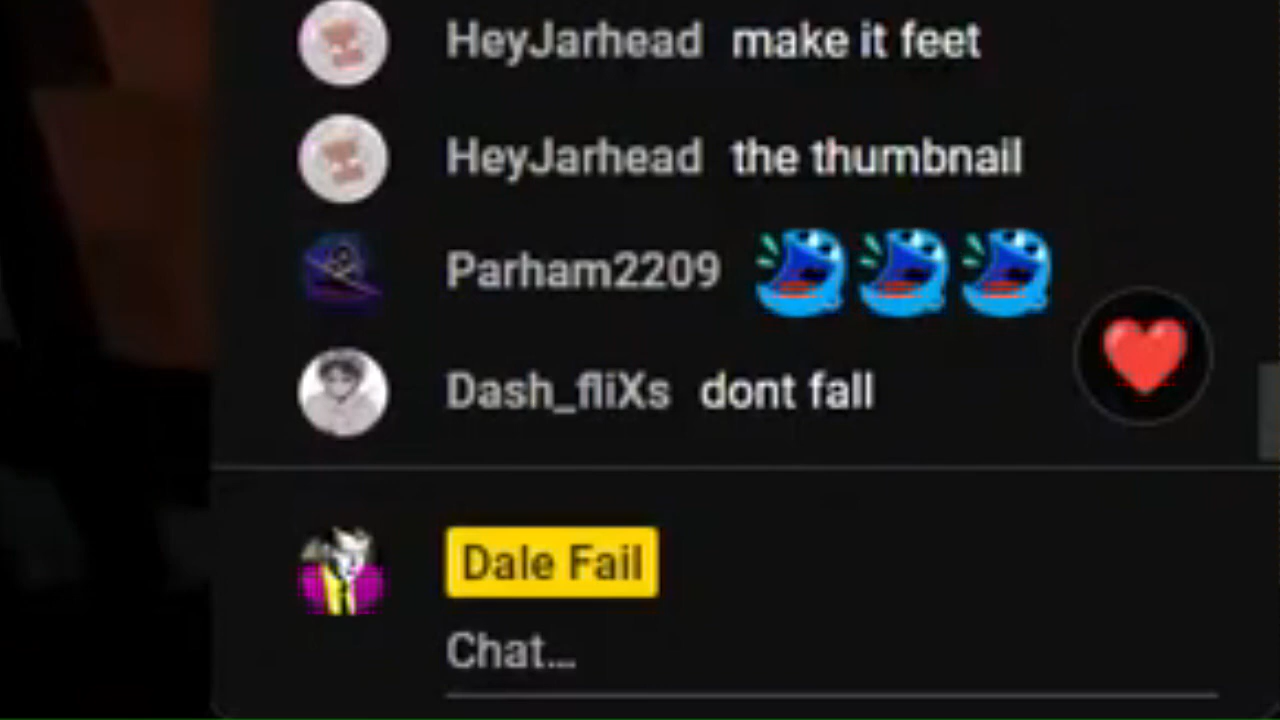 HeyJarhead make it feet
HeyJarhead the thumbnail
Parham2209
Dash_fliXs dont fall
Dale Fail
Chat...